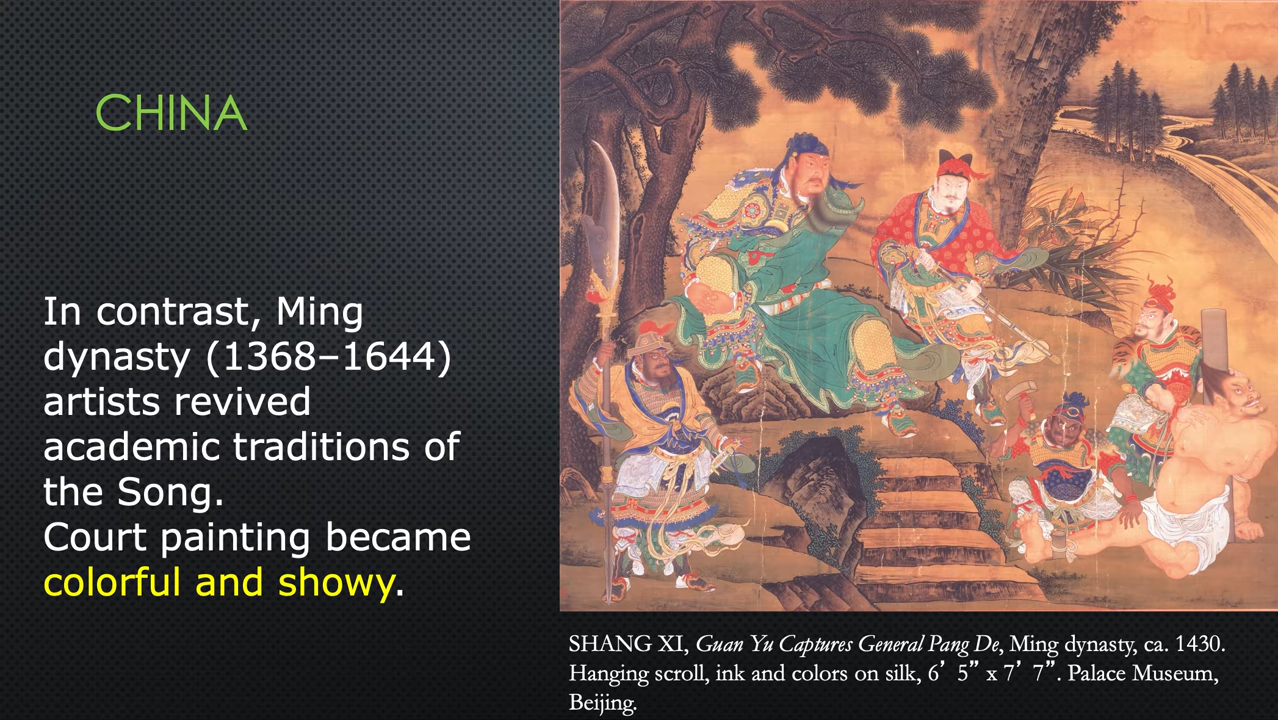 CHINA
In contrast, Ming
dynasty (1368–1644)
artists revived
academic traditions of
the Song.
Court painting became
colorful and showy.
SHANG XI, Guan Yu Captures General Pang De, Ming dynasty, ca. 1430.
Hanging scroll, ink and colors on silk, 6’ 5” x 7’ 7”. Palace Museum,
Beijing.